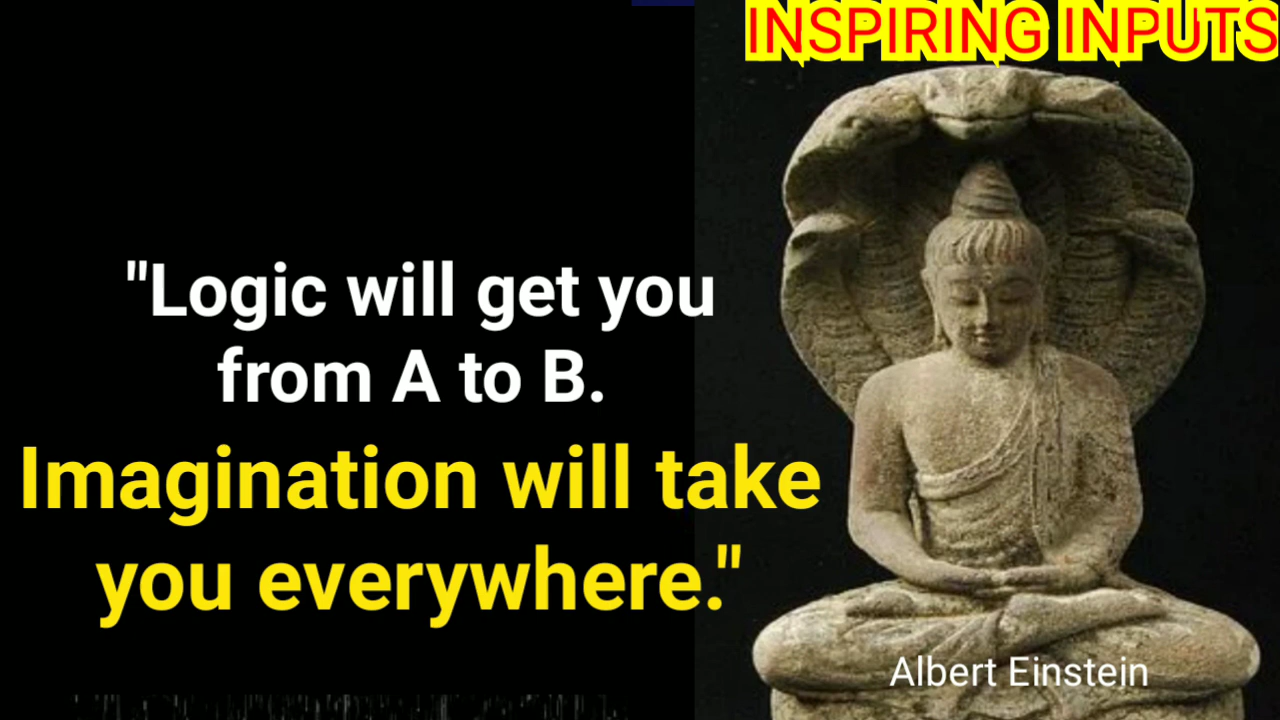 INSPIRING INPUTS
"Logic will get you
from A to B.
Imagination will take
you everywhere."
Albert Einstein